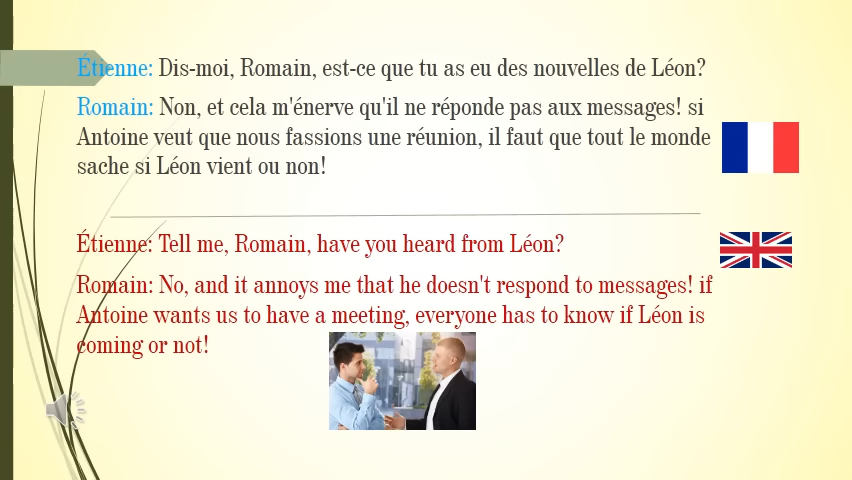 Étienne: Dis-moi, Romain, est-ce que tu as eu des nouvelles de Léon?
Romain: Non, et cela m'énerve qu'il ne réponde pas aux messages! si
Antoine veut que nous fassions une réunion, il faut que tout le monde
sache si Léon vient ou non!
Étienne: Tell me, Romain, have you heard from Léon?
Romain: No, and it annoys me that he doesn't respond to messages! if
Antoine wants us to have a meeting, everyone has to know if Léon is
coming or not!